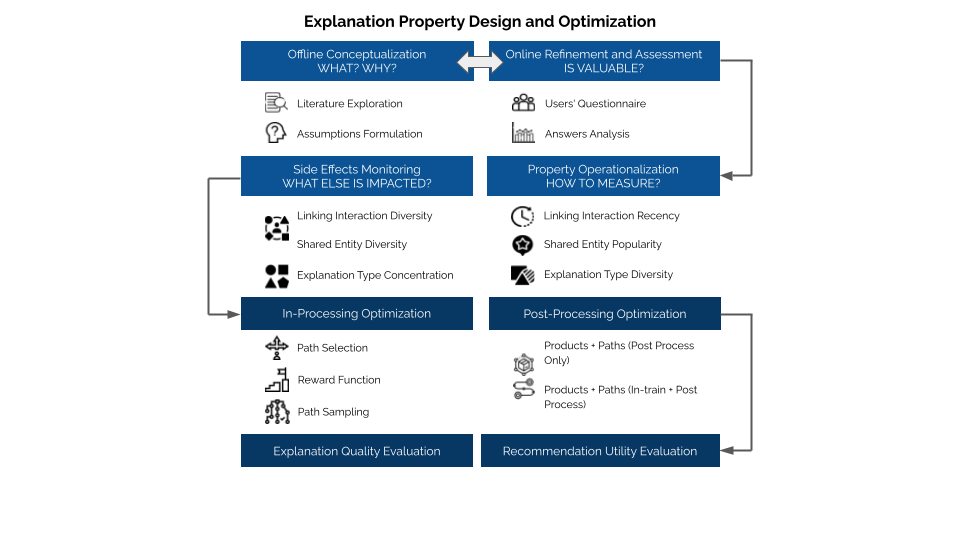 Explanation Property Design and Optimization
Offline Conceptualization
WHAT? WHY?
Online Refinement and Assessment
IS VALUABLE?
Literature Exploration
Assumptions Formulation
Users' Questionnaire
Answers Analysis
Side Effects Monitoring
WHAT ELSE IS IMPACTED?
Property Operationalization
HOW TO MEASURE?
Linking Interaction Diversity
Shared Entity Diversity
Explanation Type Concentration
Linking Interaction Recency
Shared Entity Popularity
Explanation Type Diversity
In-Processing Optimization
Post-Processing Optimization
Path Selection
Reward Function
Path Sampling
Products + Paths (Post Process
Only)
Products + Paths (In-train + Post
Process)
Explanation Quality Evaluation
Recommendation Utility Evaluation